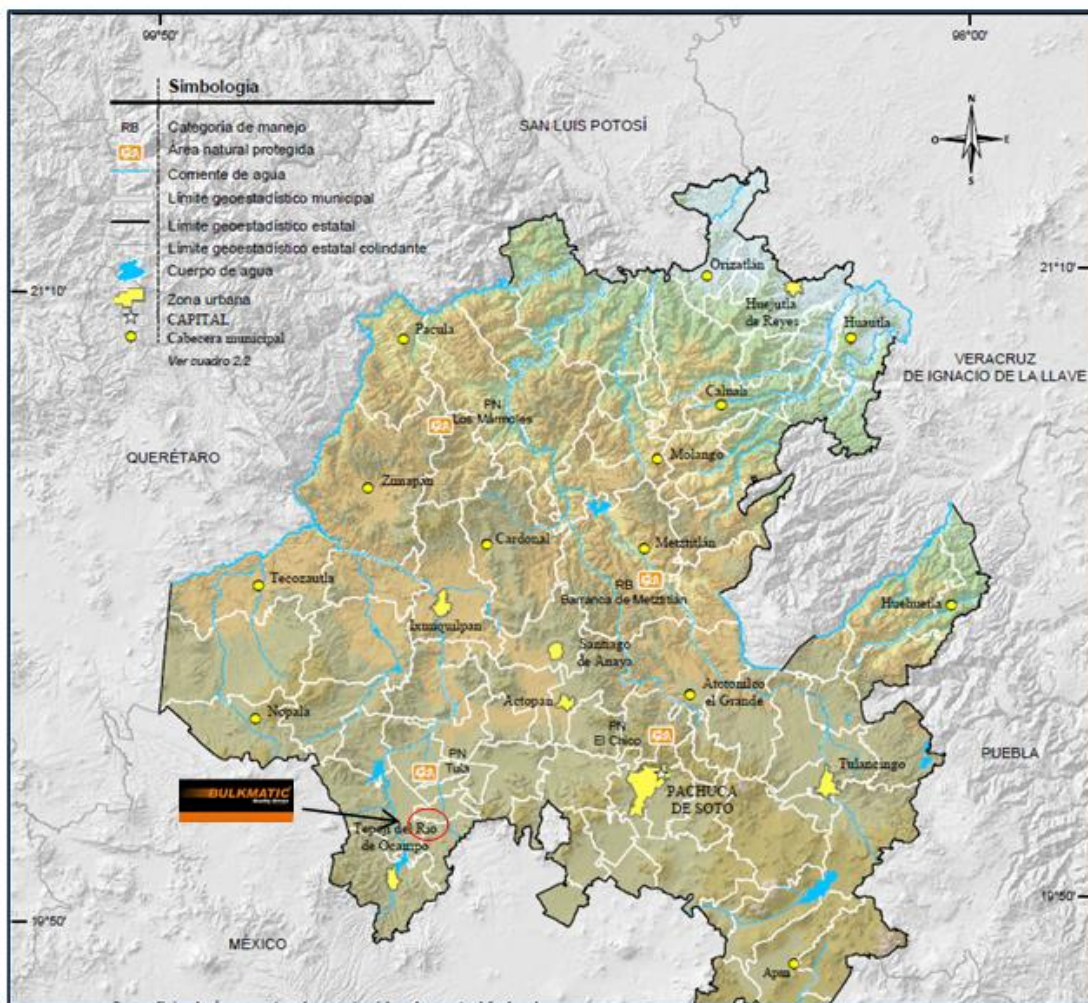 99°50'
98°00'
Simbología
RB Categoría de manejo
Área natural protegida
Corriente de agua
Límite geoestadístico municipal
Límite geoestadístico estatal
Límite geoestadístico estatal colindante
Cuerpo de agua
Zona urbana
CAPITAL
Cabecera municipal
Ver cuadro 2.2
SAN LUIS POTOSÍ
N
O
E
S
21°10'
21°10'
Orizatlán
Huejutla
de Reyes
Huautla
Pacula
VERACRUZ
DE IGNACIO DE LA LLAVE
Calnali
PN
Los Mármoles
QUERÉTARO
Molango
Zimapán
Cardonal
Metztitlán
RB
Barranca de Metztitlán
Tecozautla
Huehuetla
Ixmiquilpan
Santiago
de Anaya
Actopan
Atotonilco
el Grande
Nopala
PN
El Chico
PN
Tula
PUEBLA
Tulancingo
PACHUCA
DE SOTO
BULKMATIC
Tepeji del Río
de Ocampo
19°50'
19°50'
MÉXICO
Apan